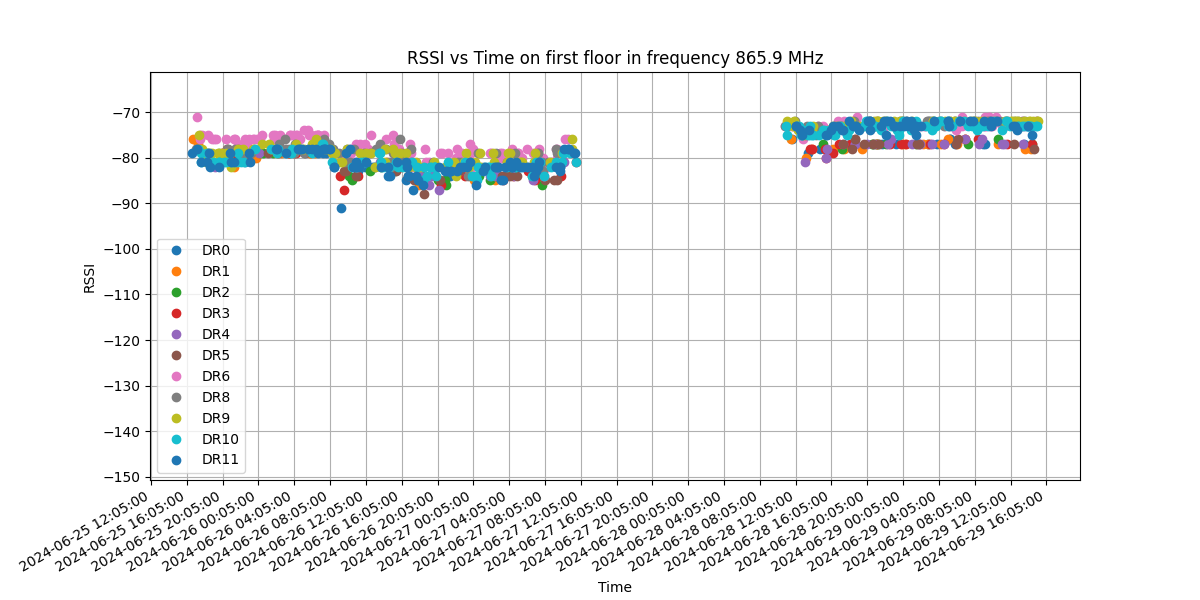 RSSI vs Time on first floor in frequency 865.9 MHz
RSSI
−70
−80
−90
−100
−110
−120
−130
−140
−150
DR0
DR1
DR2
DR3
DR4
DR5
DR6
DR8
DR9
DR10
DR11
2024-06-25 12:05:00
2024-06-25 16:05:00
2024-06-25 20:05:00
2024-06-26 00:05:00
2024-06-26 04:05:00
2024-06-26 08:05:00
2024-06-26 12:05:00
2024-06-26 16:05:00
2024-06-26 20:05:00
2024-06-27 00:05:00
2024-06-27 04:05:00
2024-06-27 08:05:00
2024-06-27 12:05:00
2024-06-27 16:05:00
2024-06-27 20:05:00
2024-06-28 00:05:00
2024-06-28 04:05:00
2024-06-28 08:05:00
2024-06-28 12:05:00
2024-06-28 16:05:00
2024-06-28 20:05:00
2024-06-29 00:05:00
2024-06-29 04:05:00
2024-06-29 08:05:00
2024-06-29 12:05:00
2024-06-29 16:05:00
Time